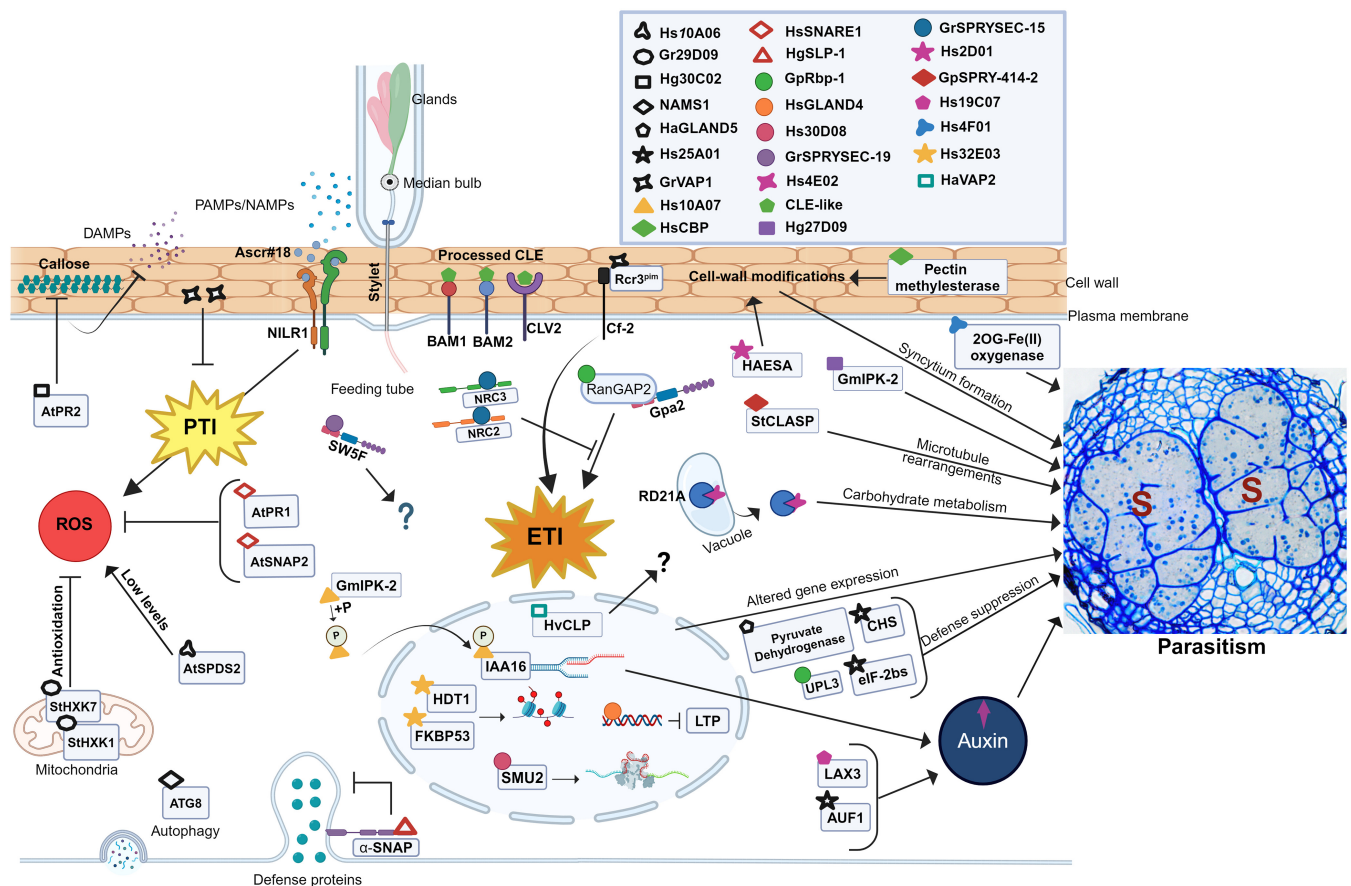 Hs10A06
Gr29D09
Hg30C02
NAMS1
HaGLAND5
Hs25A01
GrVAP1
Hs10A07
HsCBP
HsSNARE1
HgSLP-1
GpRbp-1
HsGLAND4
Hs30D08
GrSPRYSEC-19
Hs4E02
CLE-like
Hg27D09
GrSPRYSEC-15
Hs2D01
GpSPRY-414-2
Hs19C07
Hs4F01
Hs32E03
HaVAP2
Glands
Median bulb
PAMPs/NAMPs
DAMPs
Ascr#18
Callose
Stylet
Processed CLE
Rcr3pim
Cell-wall modifications
Pectin
methylesterase
Cell wall
Plasma membrane
NILR1
BAM1
BAM2
CLV2
Cf-2
2OG-Fe(II)
oxygenase
HAESA
GmIPK-2
StCLASP
Syncytium formation
Microtubule
rearrangements
Feeding tube
NRC3
NRC2
RanGAP2
Gpa2
SW5F
?
AtPR2
PTI
ROS
AtPR1
AtSNAP2
ETI
RD21A
Vacuole
Carbohydrate metabolism
S
S
Parasitism
Antioxidation
Low levels
AtSPDS2
StHXK7
StHXK1
Mitochondria
GmIPK-2
+P
P
P
IAA16
HvCLP
?
HDT1
FKBP53
LTP
SMU2
Altered gene expression
Pyruvate
Dehydrogenase
CHS
UPL3
eIF-2bs
Defense suppression
Auxin
LAX3
AUF1
ATG8
Autophagy
α-SNAP
Defense proteins